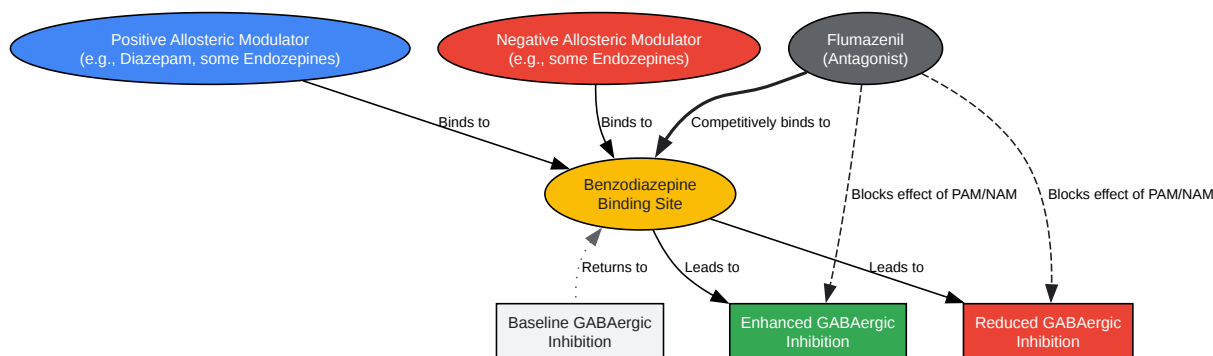 Positive Allosteric Modulator
(e.g., Diazepam, some Endozepines)
Negative Allosteric Modulator
(e.g., some Endozepines)
Flumazenil
(Antagonist)
Binds to
Binds to
Competitively binds to
Benzodiazepine
Binding Site
Blocks effect of PAM/NAM
Blocks effect of PAM/NAM
Returns to
Leads to
Leads to
Baseline GABAergic
Inhibition
Enhanced GABAergic
Inhibition
Reduced GABAergic
Inhibition